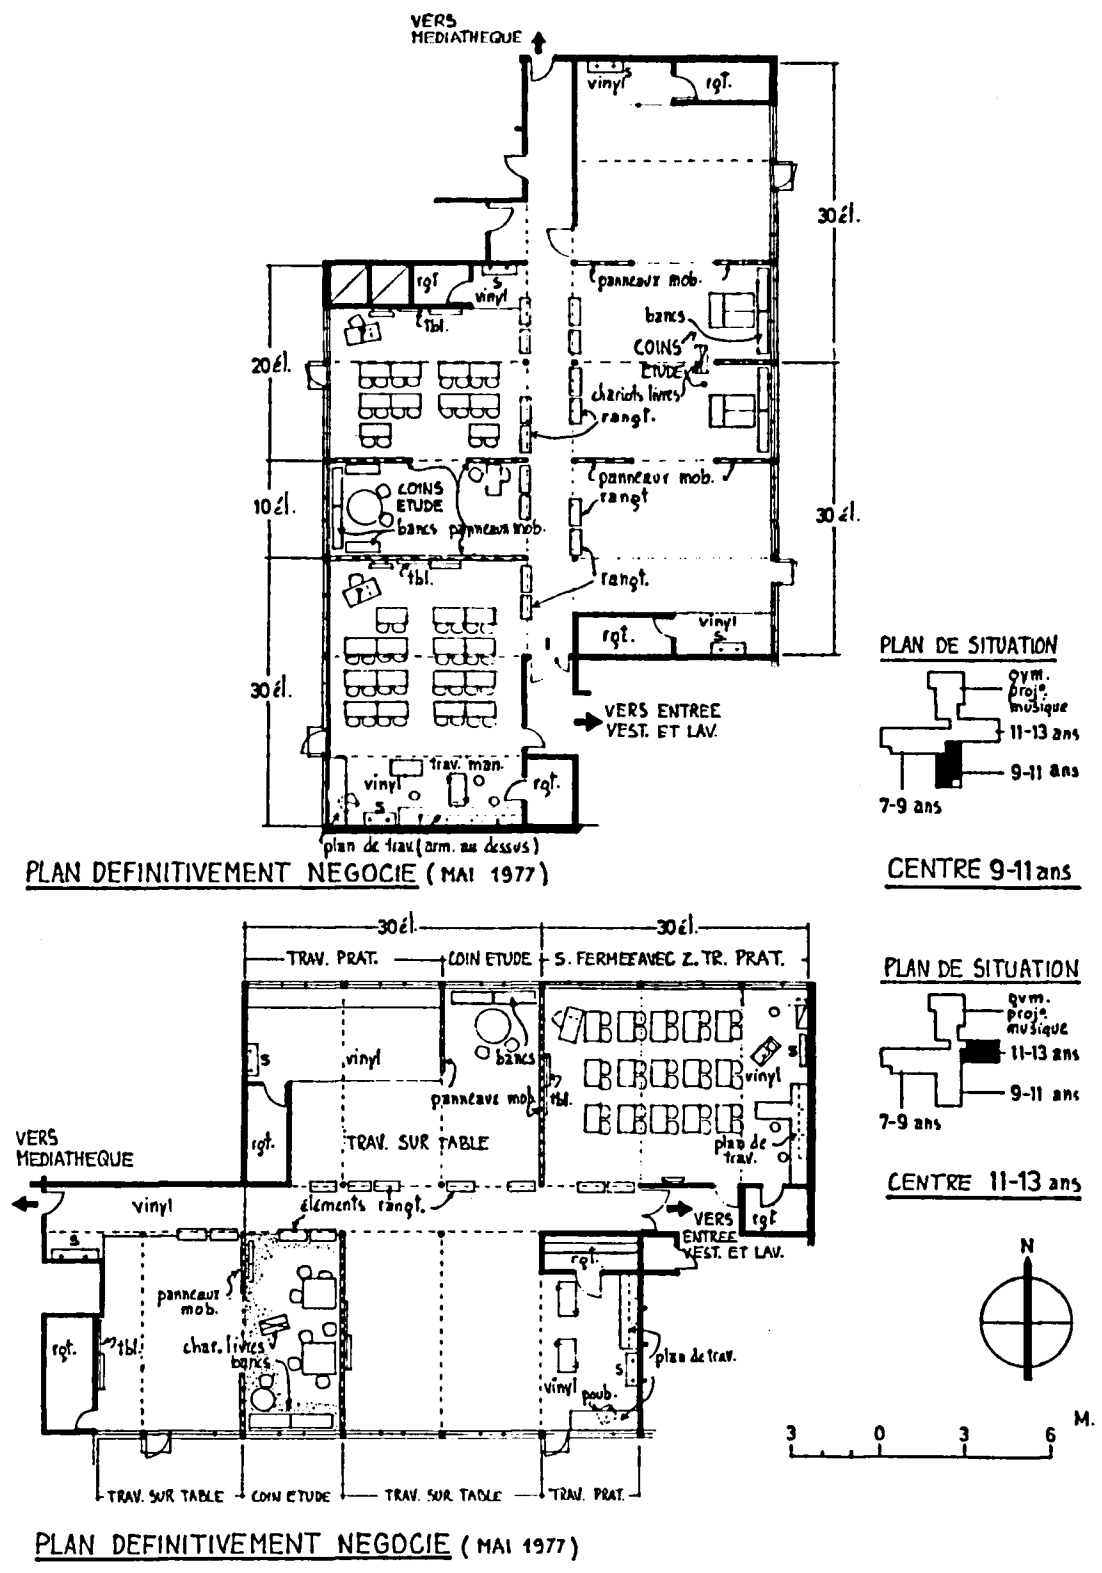 VERS
MEDIATHEQUE
vinyl
s
rgt.
30 él.
rgt
s
vinyl
tbl.
panneaux mob.
bancs
COINS
ETUDE
chariots livres
rangt.
20 él.
panneaux mob.
rangt
COINS
ETUDE
bancs panneaux mob.
10 él.
30 él.
tbl.
rangt.
rgt.
vinyl
s
30 él.
VERS ENTREE
VEST. ET LAV.
trav. man.
vinyl
rgt.
s
plan de trav. (arm. au dessus)
PLAN DE SITUATION
gym.
proj°.
musique
11-13 ans
9-11 ans
7-9 ans
PLAN DEFINITIVEMENT NEGOCIE (MAI 1977)
CENTRE 9-11 ans
30 él.
30 él.
TRAV. PRAT.
COIN ETUDE
S. FERMEE AVEC Z. TR. PRAT.
s
vinyl
bancs
panneaux mob.
tbl.
vinyl
s
rgt.
TRAV. SUR TABLE
plan de
trav.
VERS
MEDIATHEQUE
vinyl
éléments rangt.
VERS
ENTREE
VEST. ET LAV.
rgt
s
rgt.
panneaux
mob.
rgt.
tbl.
char. livres
bancs
plan de trav.
s
vinyl
poub.
TRAV. SUR TABLE
COIN ETUDE
TRAV. SUR TABLE
TRAV. PRAT.
PLAN DE SITUATION
gym.
proj°.
musique
11-13 ans
9-11 ans
7-9 ans
CENTRE 11-13 ans
N
M.
3 0 3 6
PLAN DEFINITIVEMENT NEGOCIE (MAI 1977)